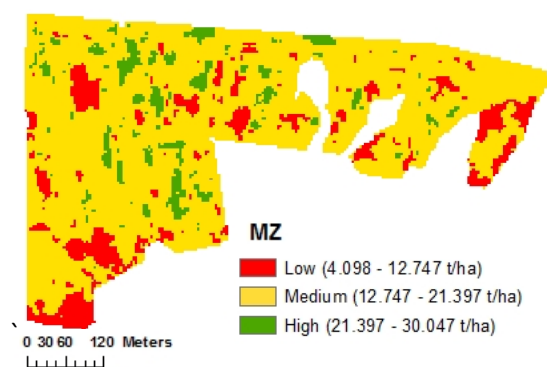 MZ
Low (4.098 - 12.747 t/ha)
Medium (12.747 - 21.397 t/ha)
High (21.397 - 30.047 t/ha)
0 30 60 120 Meters